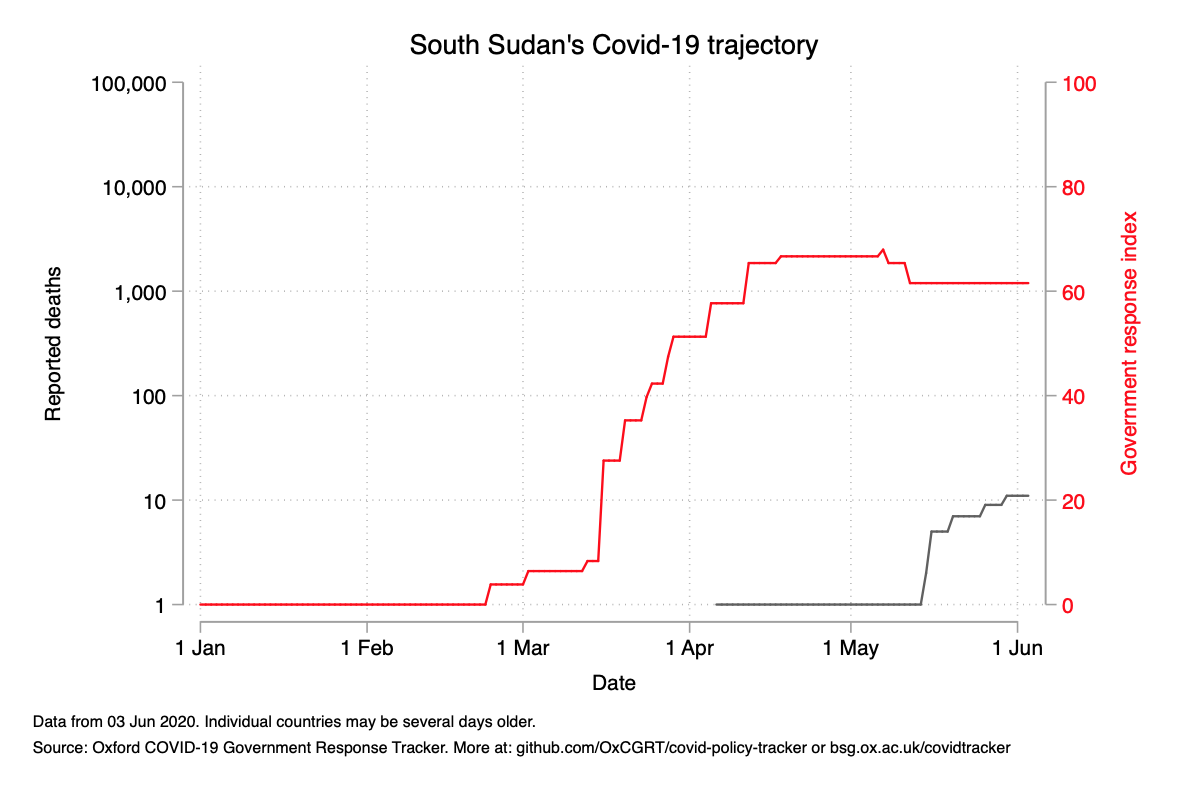 South Sudan's Covid-19 trajectory
100,000
10,000
1,000
100
10
1
Reported deaths
100
80
60
40
20
0
Government response index
1 Jan 1 Feb 1 Mar 1 Apr 1 May 1 Jun
Date
Data from 03 Jun 2020. Individual countries may be several days older.
Source: Oxford COVID-19 Government Response Tracker. More at: github.com/OxCGRT/covid-policy-tracker or bsg.ox.ac.uk/covidtracker